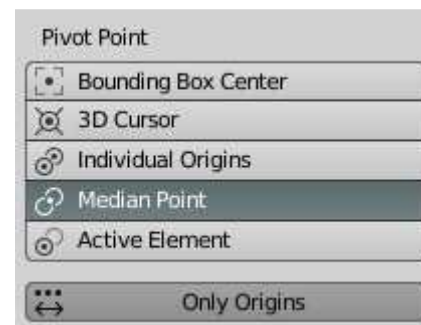 Pivot Point
Bounding Box Center
3D Cursor
Individual Origins
Median Point
Active Element
Only Origins